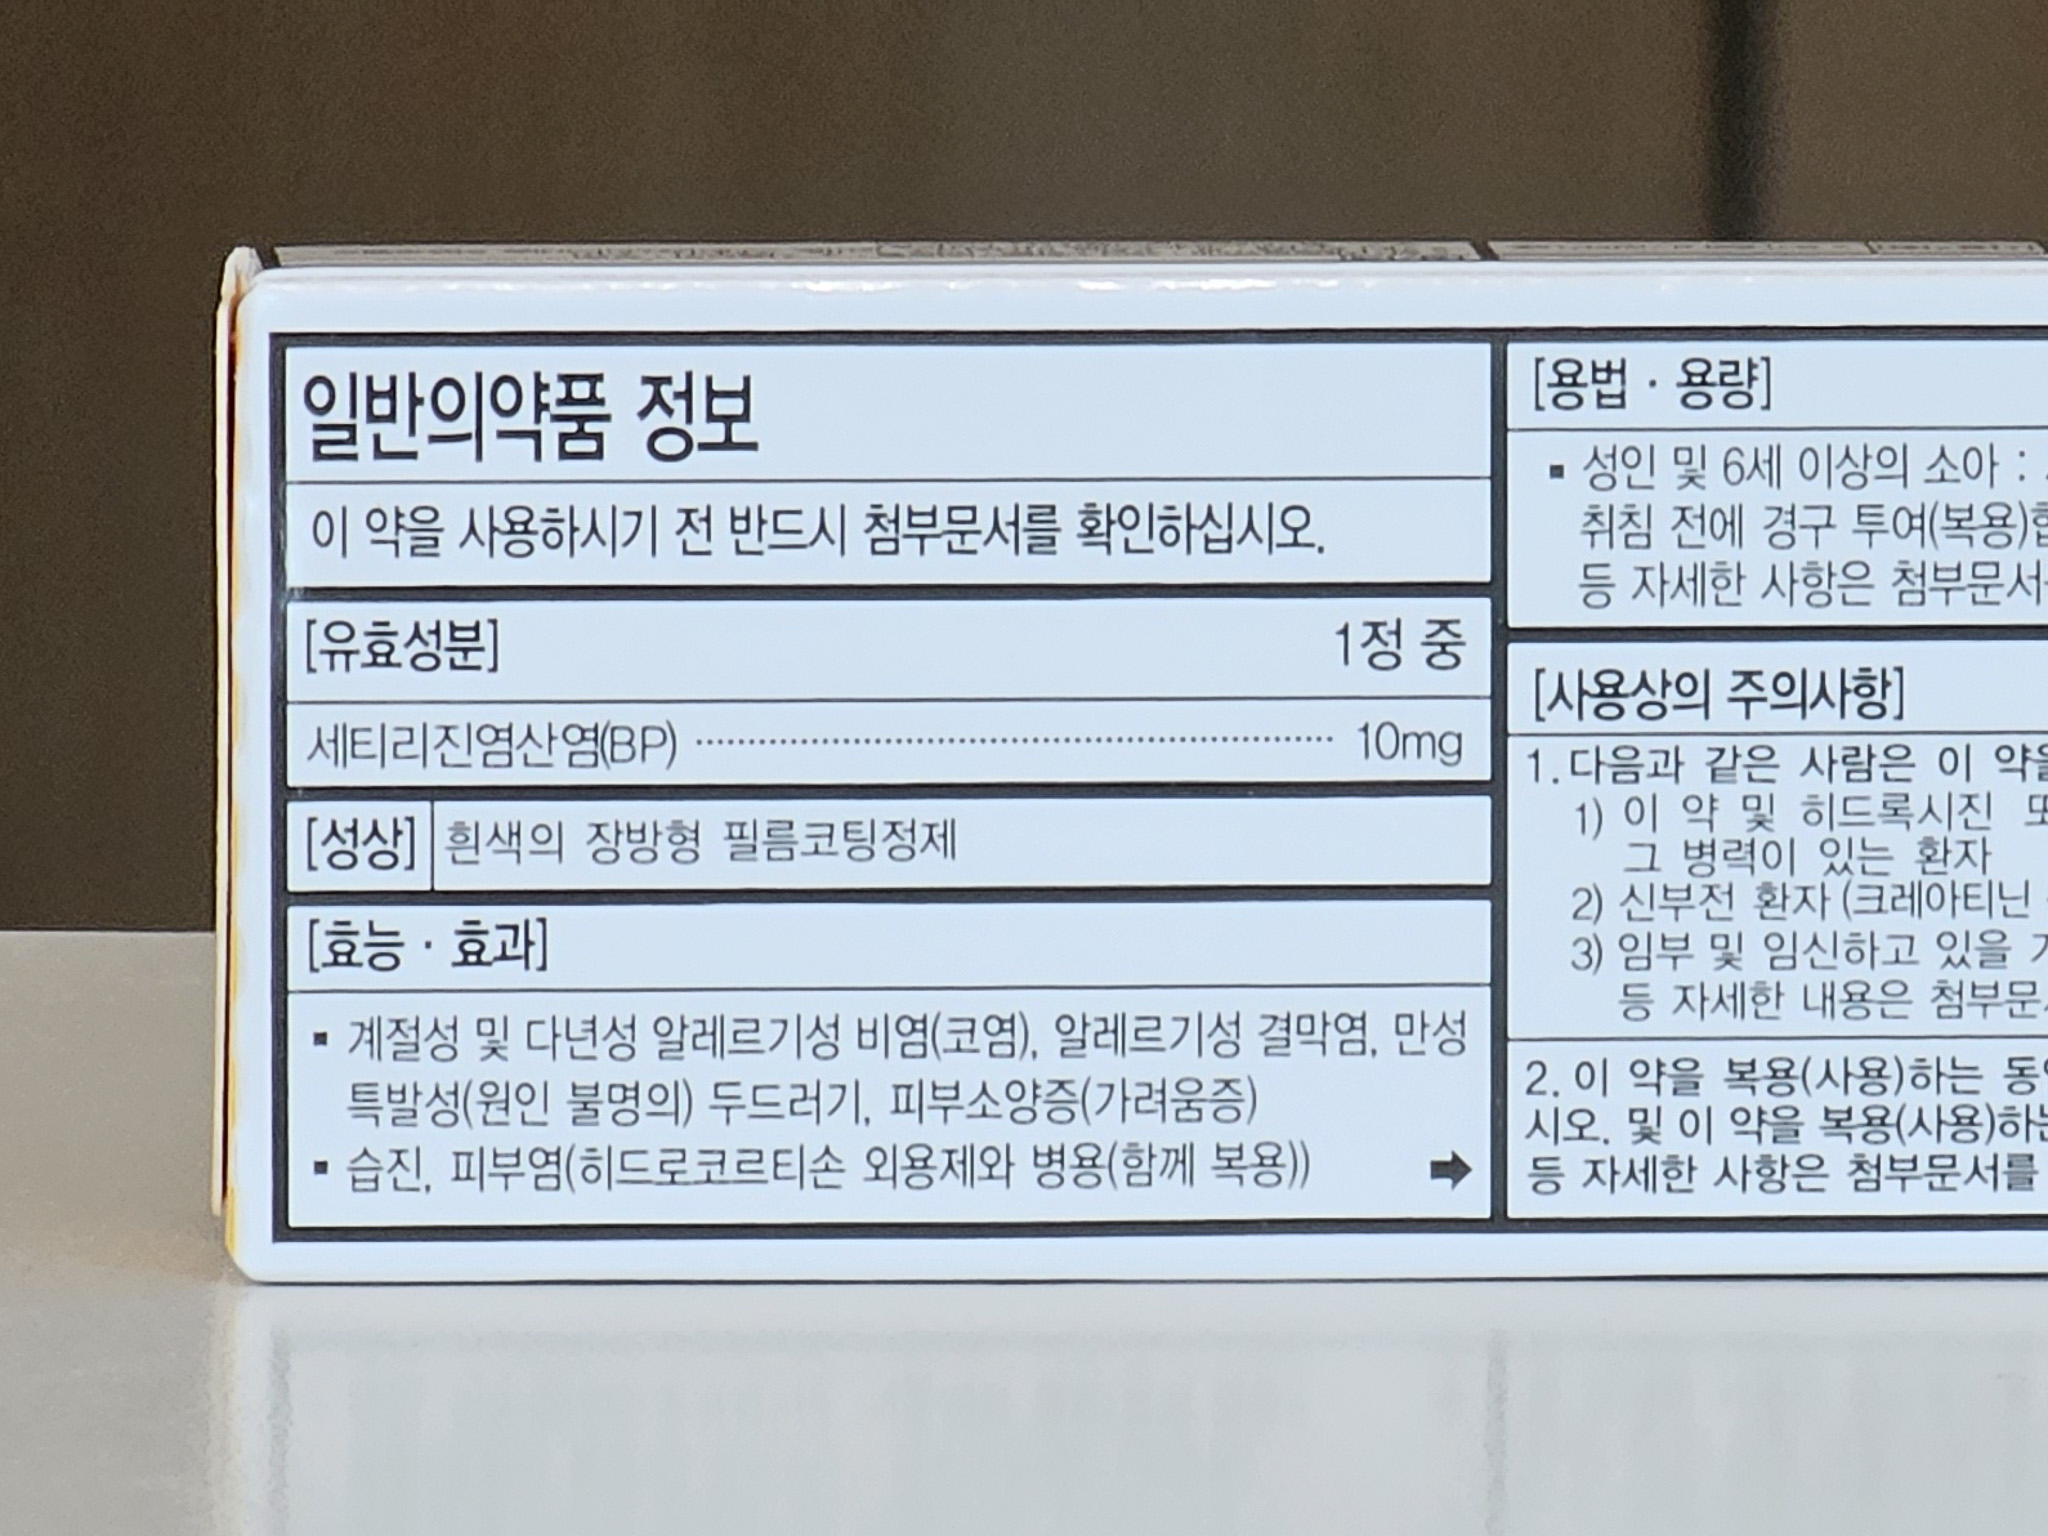 일반의약품 정보
이 약을 사용하시기 전 반드시 첨부문서를 확인하십시오.
[유효성분] 1정 중
세티리진염산염(BP) 10mg
[성상] 흰색의 장방형 필름코팅정제
[효능 · 효과]
▪ 계절성 및 다년성 알레르기성 비염(코염), 알레르기성 결막염, 만성
특발성(원인 불명의) 두드러기, 피부소양증(가려움증)
▪ 습진, 피부염(히드로코르티손 외용제와 병용(함께 복용))
[용법 · 용량]
▪ 성인 및 6세 이상의 소아 :
취침 전에 경구 투여(복용)
등 자세한 사항은 첨부문서
[사용상의 주의사항]
1. 다음과 같은 사람은 이 약을
1) 이 약 및 히드록시진
그 병력이 있는 환자
2) 신부전 환자 (크레아티닌
3) 임부 및 임신하고 있을
등 자세한 내용은 첨부문
2. 이 약을 복용(사용)하는
시오. 및 이 약을 복용(사용)하는
등 자세한 사항은 첨부문서를